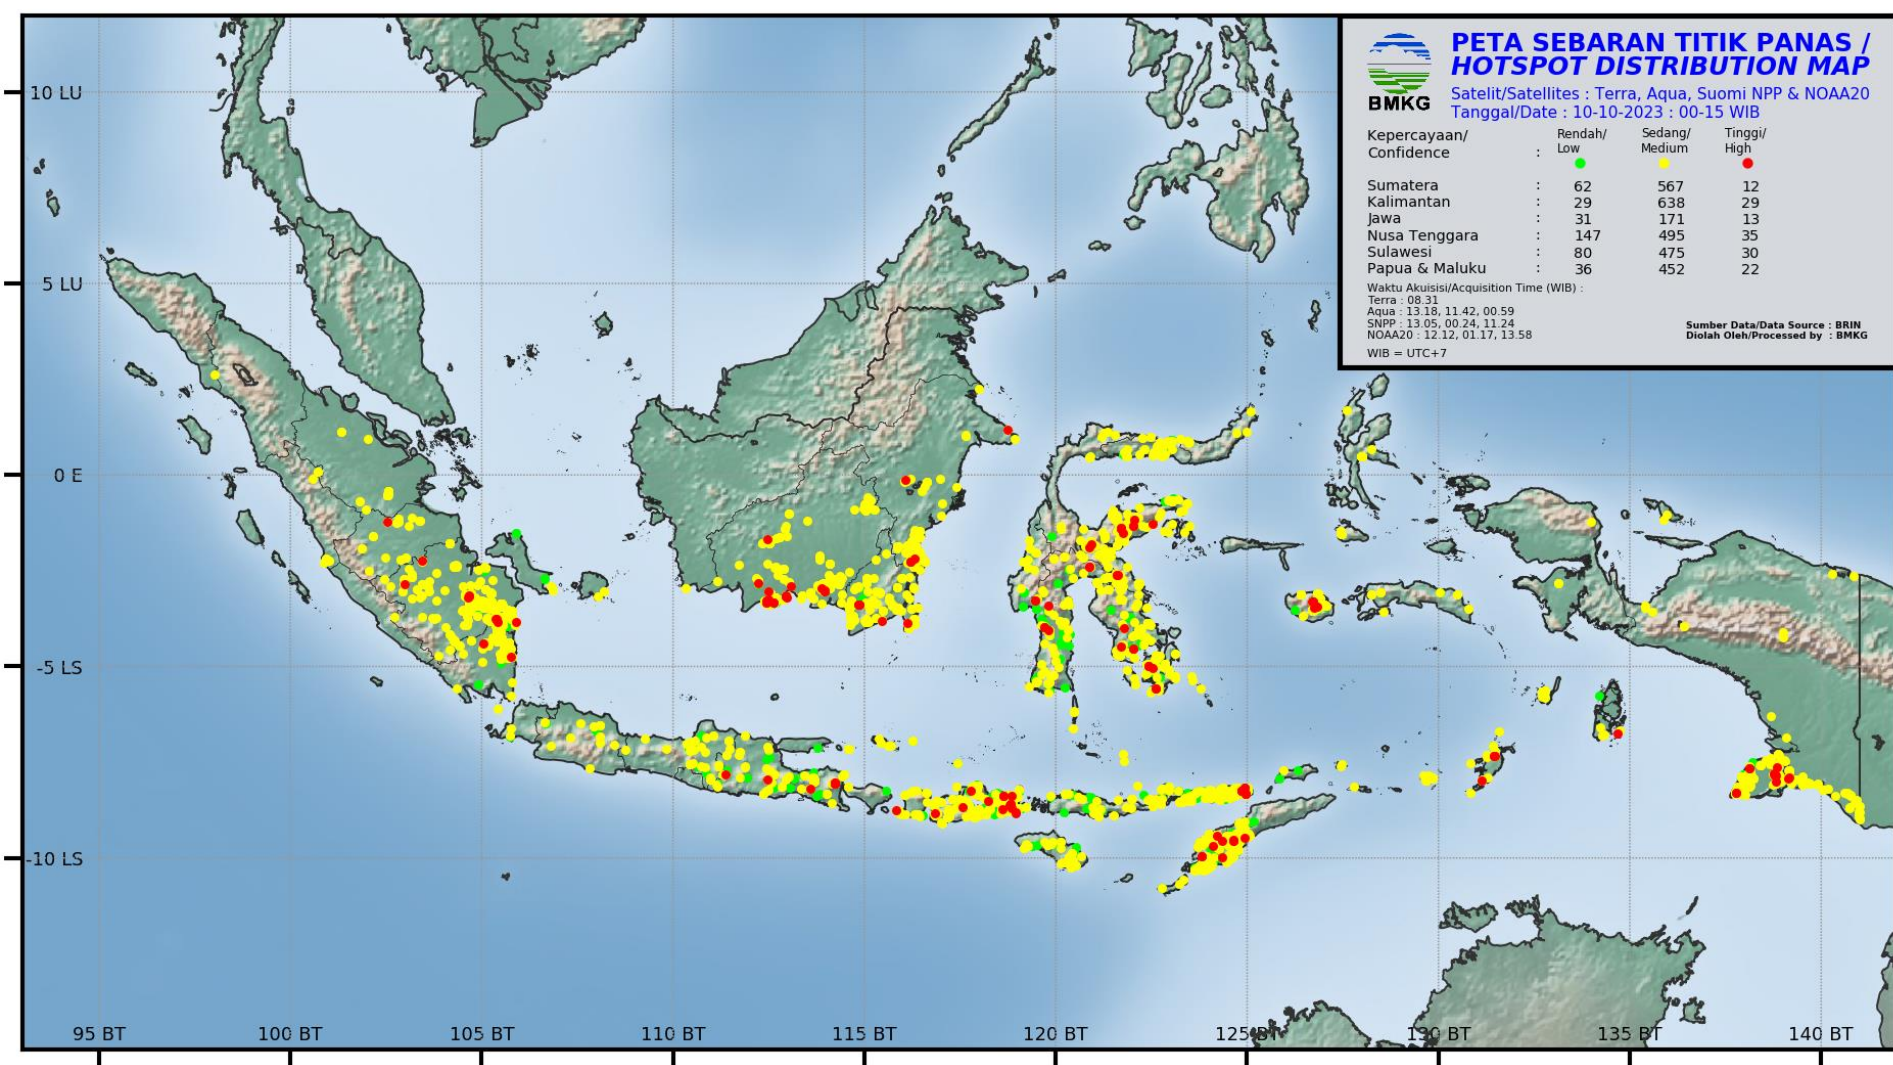 PETA SEBARAN TITIK PANAS /
HOTSPOT DISTRIBUTION MAP
BMKG
Satelit/Satellites : Terra, Aqua, Suomi NPP & NOAA20
Tanggal/Date : 10-10-2023 : 00-15 WIB
Kepercayaan/ Rendah/ Sedang/ Tinggi/
Confidence : Low Medium High
Sumatera : 62 567 12
Kalimantan : 29 638 29
Jawa : 31 171 13
Nusa Tenggara : 147 495 35
Sulawesi : 80 475 30
Papua & Maluku : 36 452 22
Waktu Akuisisi/Acquisition Time (WIB) :
Terra : 08.31
Aqua : 13.18, 11.42, 00.59
SNPP : 13.05, 00.24, 11.24
NOAA20 : 12.12, 01.17, 13.58
WIB = UTC+7
Sumber Data/Data Source : BRIN
Diolah Oleh/Processed by : BMKG
10 LU
5 LU
0 E
-5 LS
-10 LS
95 BT 100 BT 105 BT 110 BT 115 BT 120 BT 125 BT 130 BT 135 BT 140 BT